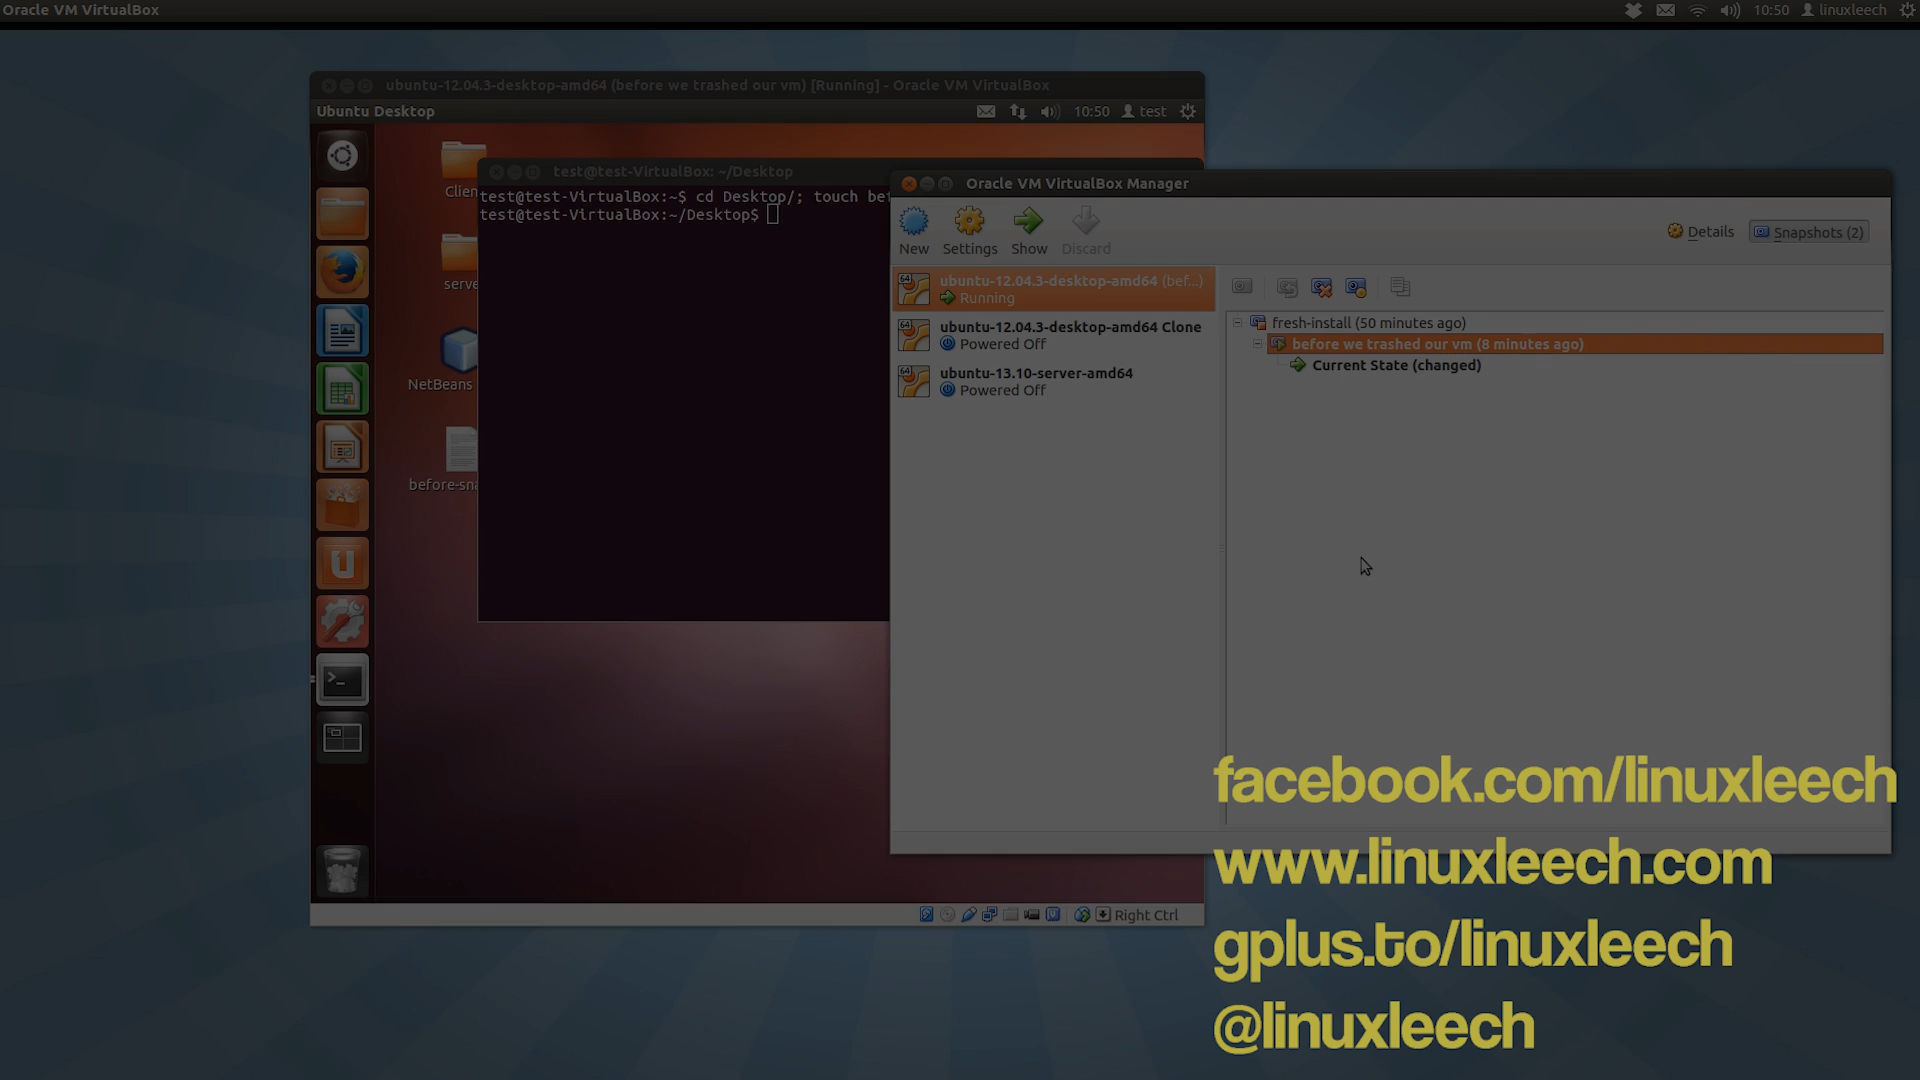 Oracle VM VirtualBox
10:50 linuxleech
ubuntu-12.04.3-desktop-amd64 (before we trashed our vm) [Running] - Oracle VM VirtualBox
Ubuntu Desktop
10:50 test
test@test-VirtualBox: ~/Desktop
test@test-VirtualBox:~$ cd Desktop/; touch bef
test@test-VirtualBox:~/Desktop$
Clien
serve
NetBeans
before-sna
Right Ctrl
Oracle VM VirtualBox Manager
New Settings Show Discard
Details Snapshots (2)
ubuntu-12.04.3-desktop-amd64 (bef...)
Running
ubuntu-12.04.3-desktop-amd64 Clone
Powered Off
ubuntu-13.10-server-amd64
Powered Off
fresh-install (50 minutes ago)
before we trashed our vm (8 minutes ago)
Current State (changed)
facebook.com/linuxleech
www.linuxleech.com
gplus.to/linuxleech
@linuxleech